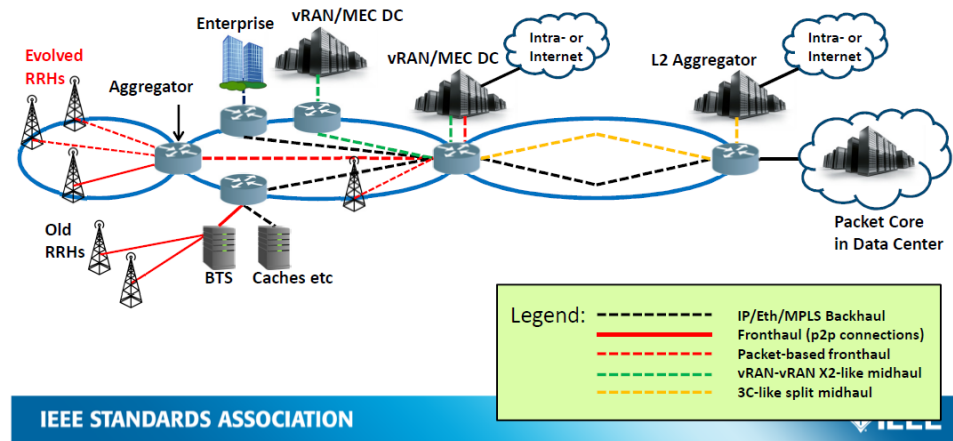 Enterprise
vRAN/MEC DC
Evolved
RRHs
Aggregator
vRAN/MEC DC
Intra- or
Internet
L2 Aggregator
Intra- or
Internet
Old
RRHs
BTS
Caches etc
Packet Core
in Data Center
Legend:
IP/Eth/MPLS Backhaul
Fronthaul (p2p connections)
Packet-based fronthaul
vRAN-vRAN X2-like midhaul
3C-like split midhaul
IEEE STANDARDS ASSOCIATION
IEEE